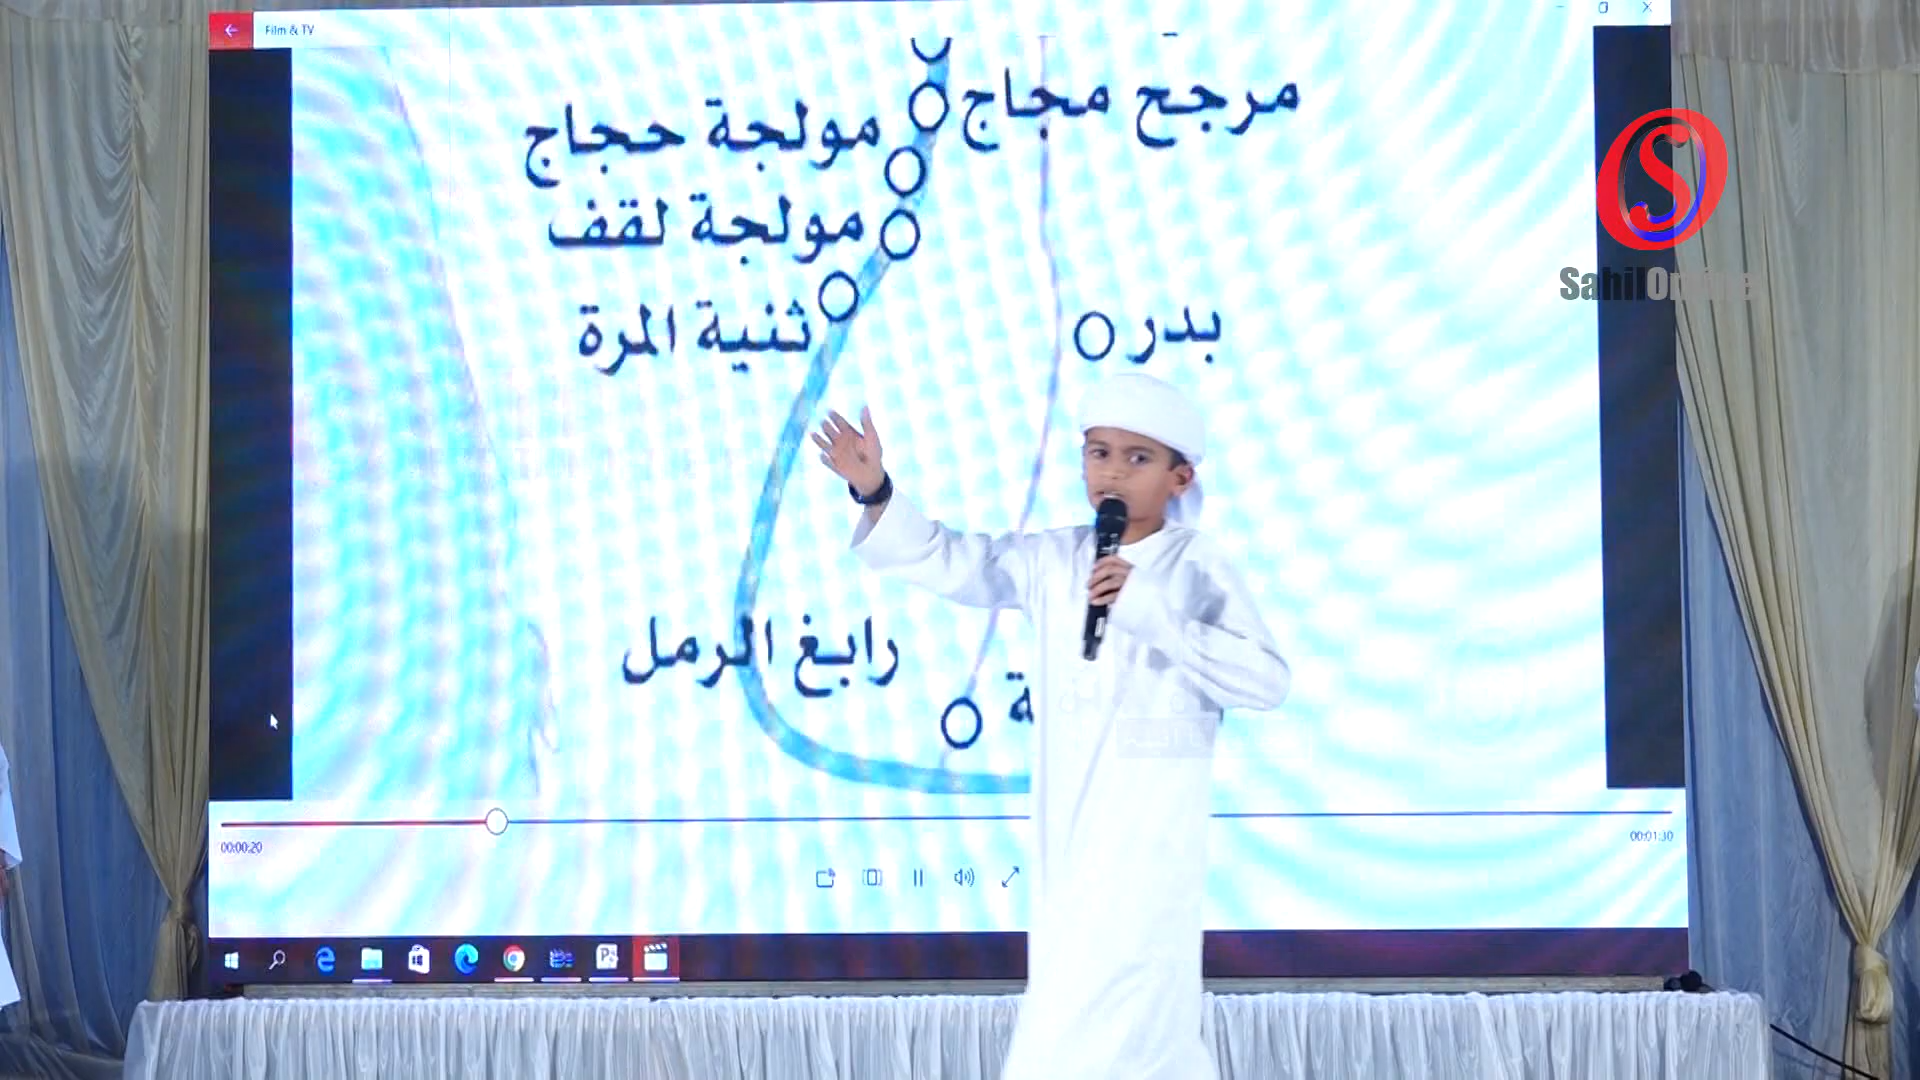 Film & TV
مرجح مجاج
مولجة حجاج
مولجة لقف
ثنية المرة
بدر
رابغ الرمل
SahilOnline
00:00:20
00:01:30